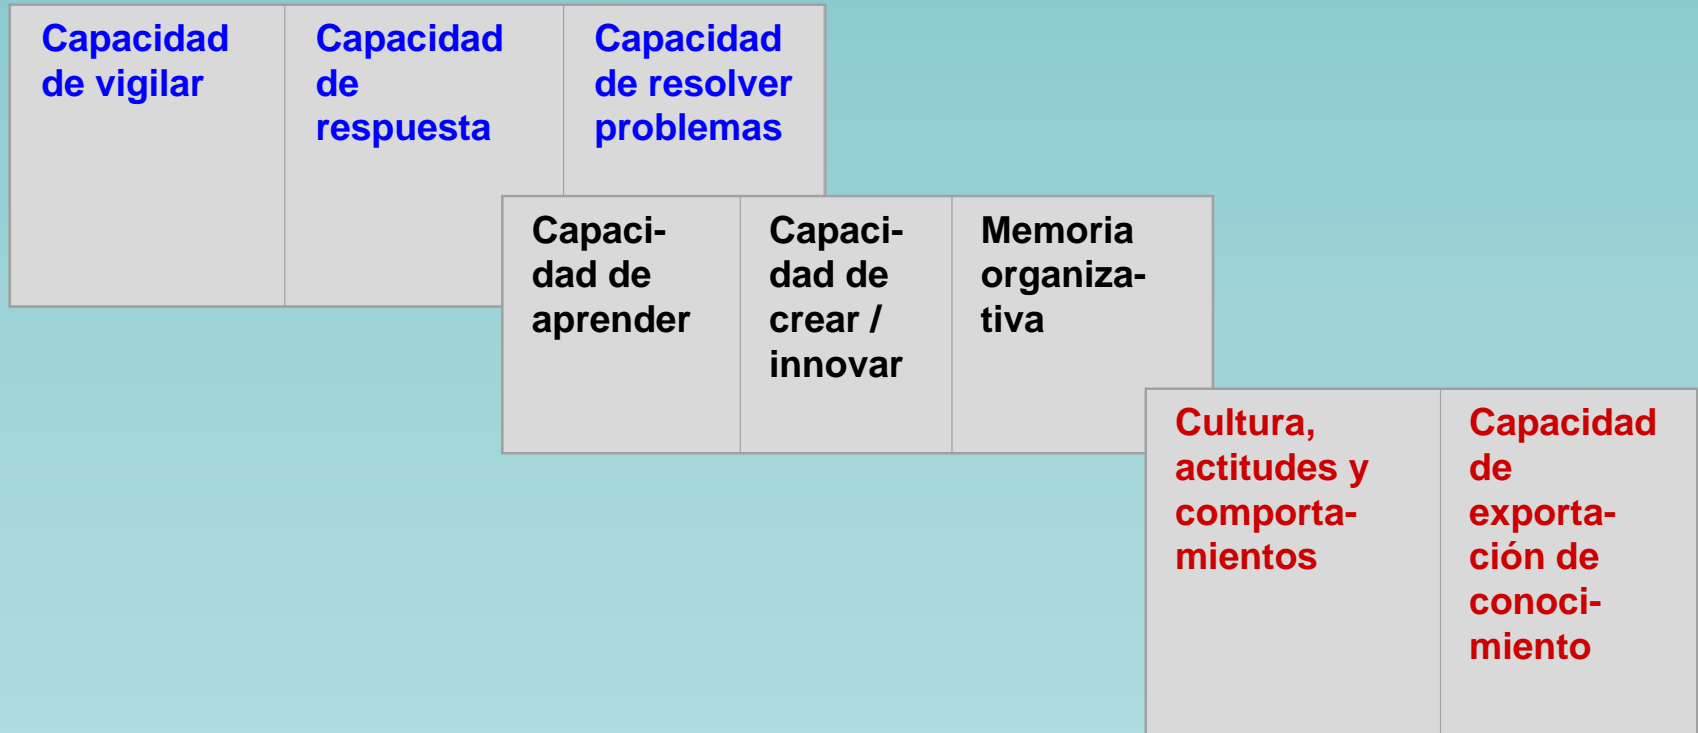 Capacidad
de vigilar
Capacidad
de
respuesta
Capacidad
de resolver
problemas
Capaci-
dad de
aprender
Capaci-
dad de
crear /
innovar
Memoria
organiza-
tiva
Cultura,
actitudes y
comporta-
mientos
Capacidad
de
exporta-
ción de
conoci-
miento